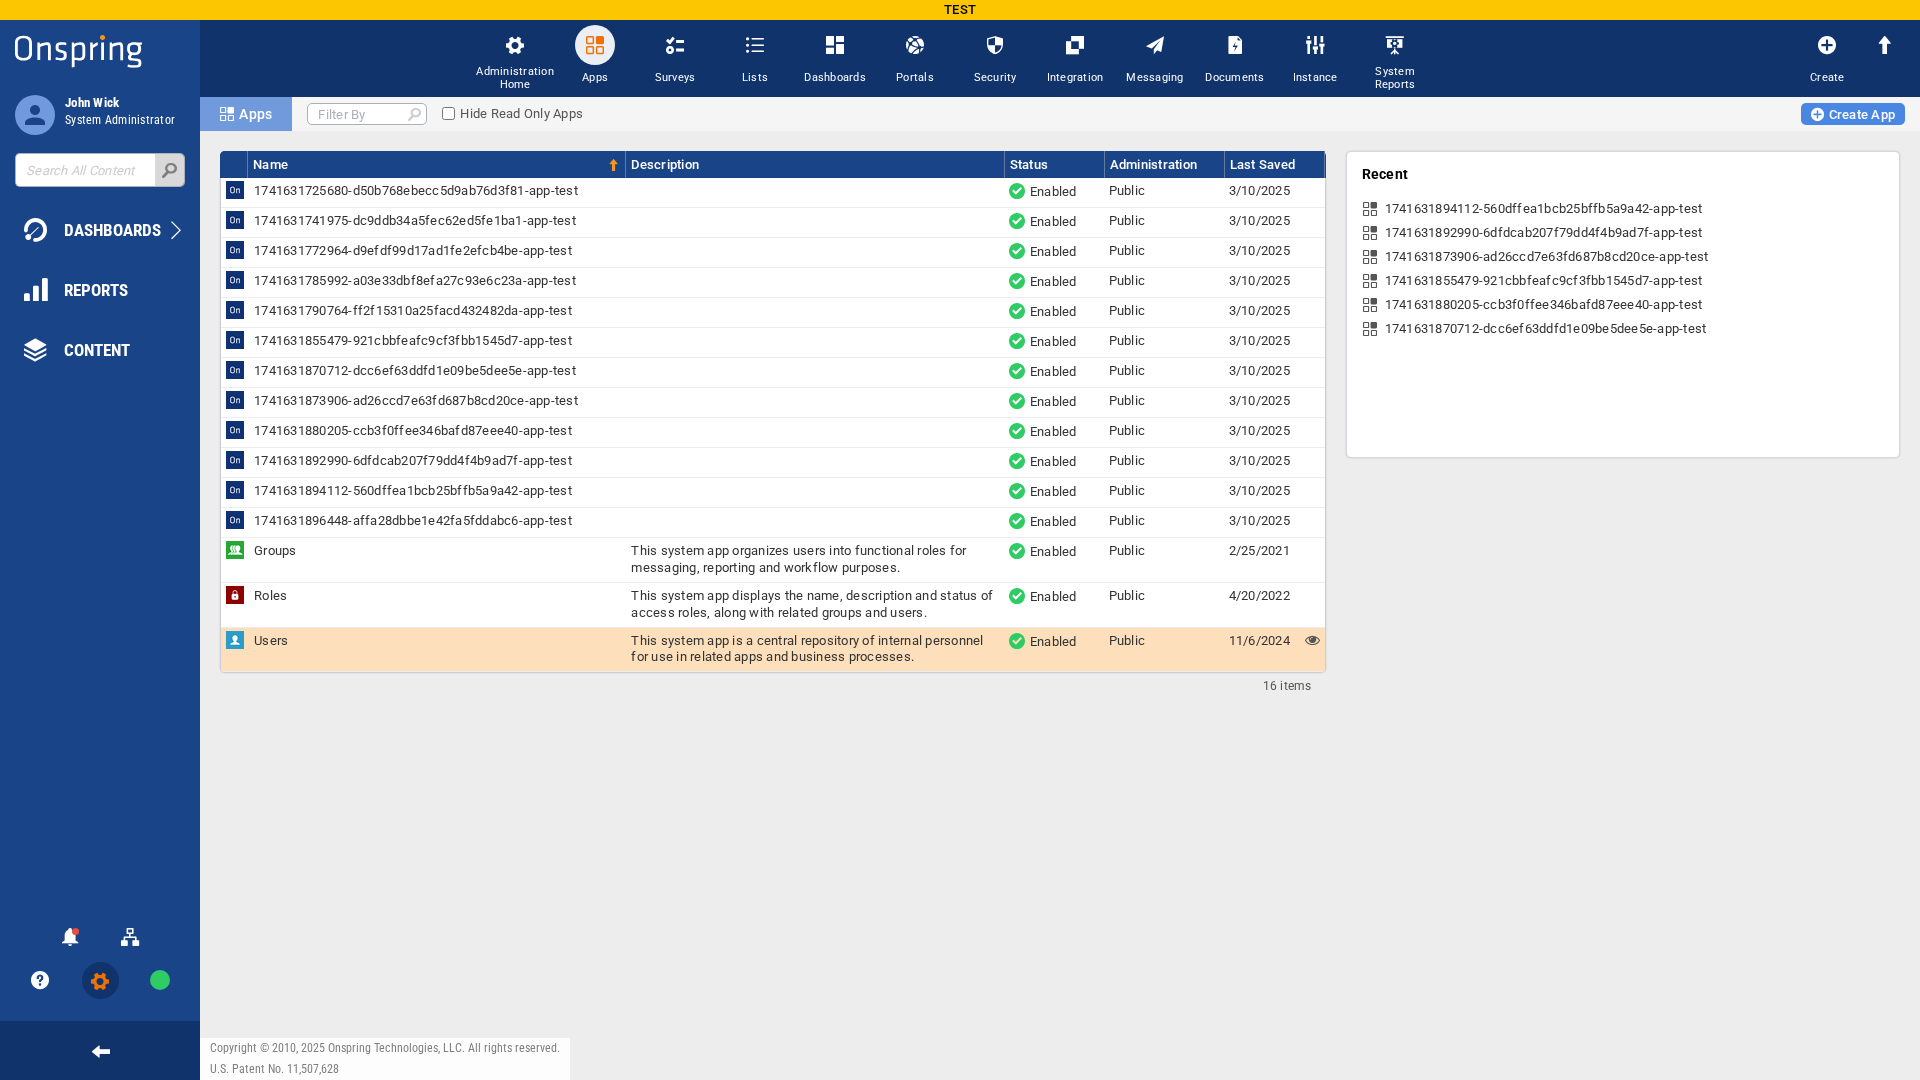 TEST
Onspring
John Wick
System Administrator
Search All Content
DASHBOARDS
REPORTS
CONTENT
Administration Home
Apps
Surveys
Lists
Dashboards
Portals
Security
Integration
Messaging
Documents
Instance
System Reports
Create
Apps
Filter By
Hide Read Only Apps
Create App
Name Description Status Administration Last Saved
On 1741631725680-d50b768ebecc5d9ab76d3f81-app-test Enabled Public 3/10/2025
On 1741631741975-dc9ddb34a5fec62ed5fe1ba1-app-test Enabled Public 3/10/2025
On 1741631772964-d9efdf99d17ad1fe2efcb4be-app-test Enabled Public 3/10/2025
On 1741631785992-a03e33dbf8efa27c93e6c23a-app-test Enabled Public 3/10/2025
On 1741631790764-ff2f15310a25facd432482da-app-test Enabled Public 3/10/2025
On 1741631855479-921cbbfeafc9cf3fbb1545d7-app-test Enabled Public 3/10/2025
On 1741631870712-dcc6ef63ddfd1e09be5dee5e-app-test Enabled Public 3/10/2025
On 1741631873906-ad26ccd7e63fd687b8cd20ce-app-test Enabled Public 3/10/2025
On 1741631880205-ccb3f0ffee346bafd87eee40-app-test Enabled Public 3/10/2025
On 1741631892990-6dfdcab207f79dd4f4b9ad7f-app-test Enabled Public 3/10/2025
On 1741631894112-560dffea1bcb25bffb5a9a42-app-test Enabled Public 3/10/2025
On 1741631896448-affa28dbbe1e42fa5fddabc6-app-test Enabled Public 3/10/2025
Groups This system app organizes users into functional roles for Enabled Public 2/25/2021
messaging, reporting and workflow purposes.
Roles This system app displays the name, description and status of Enabled Public 4/20/2022
access roles, along with related groups and users.
Users This system app is a central repository of internal personnel Enabled Public 11/6/2024
for use in related apps and business processes.
16 items
Recent
1741631894112-560dffea1bcb25bffb5a9a42-app-test
1741631892990-6dfdcab207f79dd4f4b9ad7f-app-test
1741631873906-ad26ccd7e63fd687b8cd20ce-app-test
1741631855479-921cbbfeafc9cf3fbb1545d7-app-test
1741631880205-ccb3f0ffee346bafd87eee40-app-test
1741631870712-dcc6ef63ddfd1e09be5dee5e-app-test
Copyright © 2010, 2025 Onspring Technologies, LLC. All rights reserved.
U.S. Patent No. 11,507,628